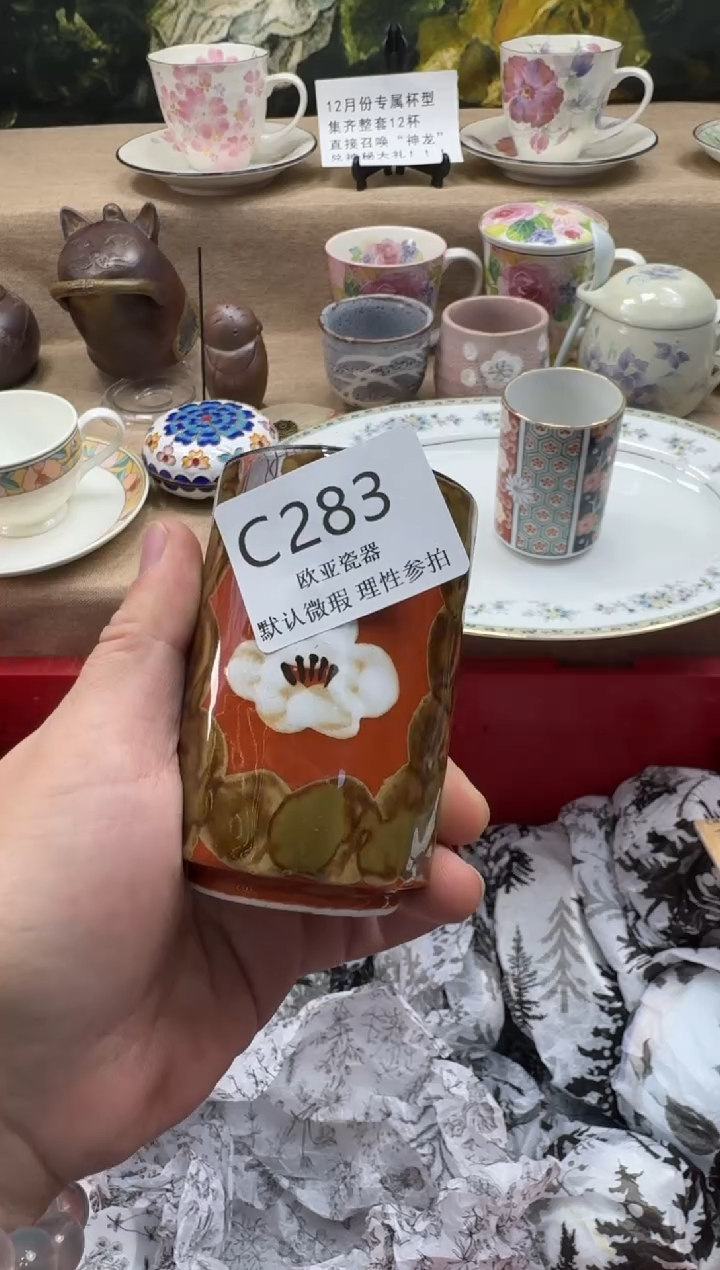 12月份专属杯型
集齐整套12杯
直接召唤“神龙”
C283
欧亚瓷器
默认微瑕 理性参拍